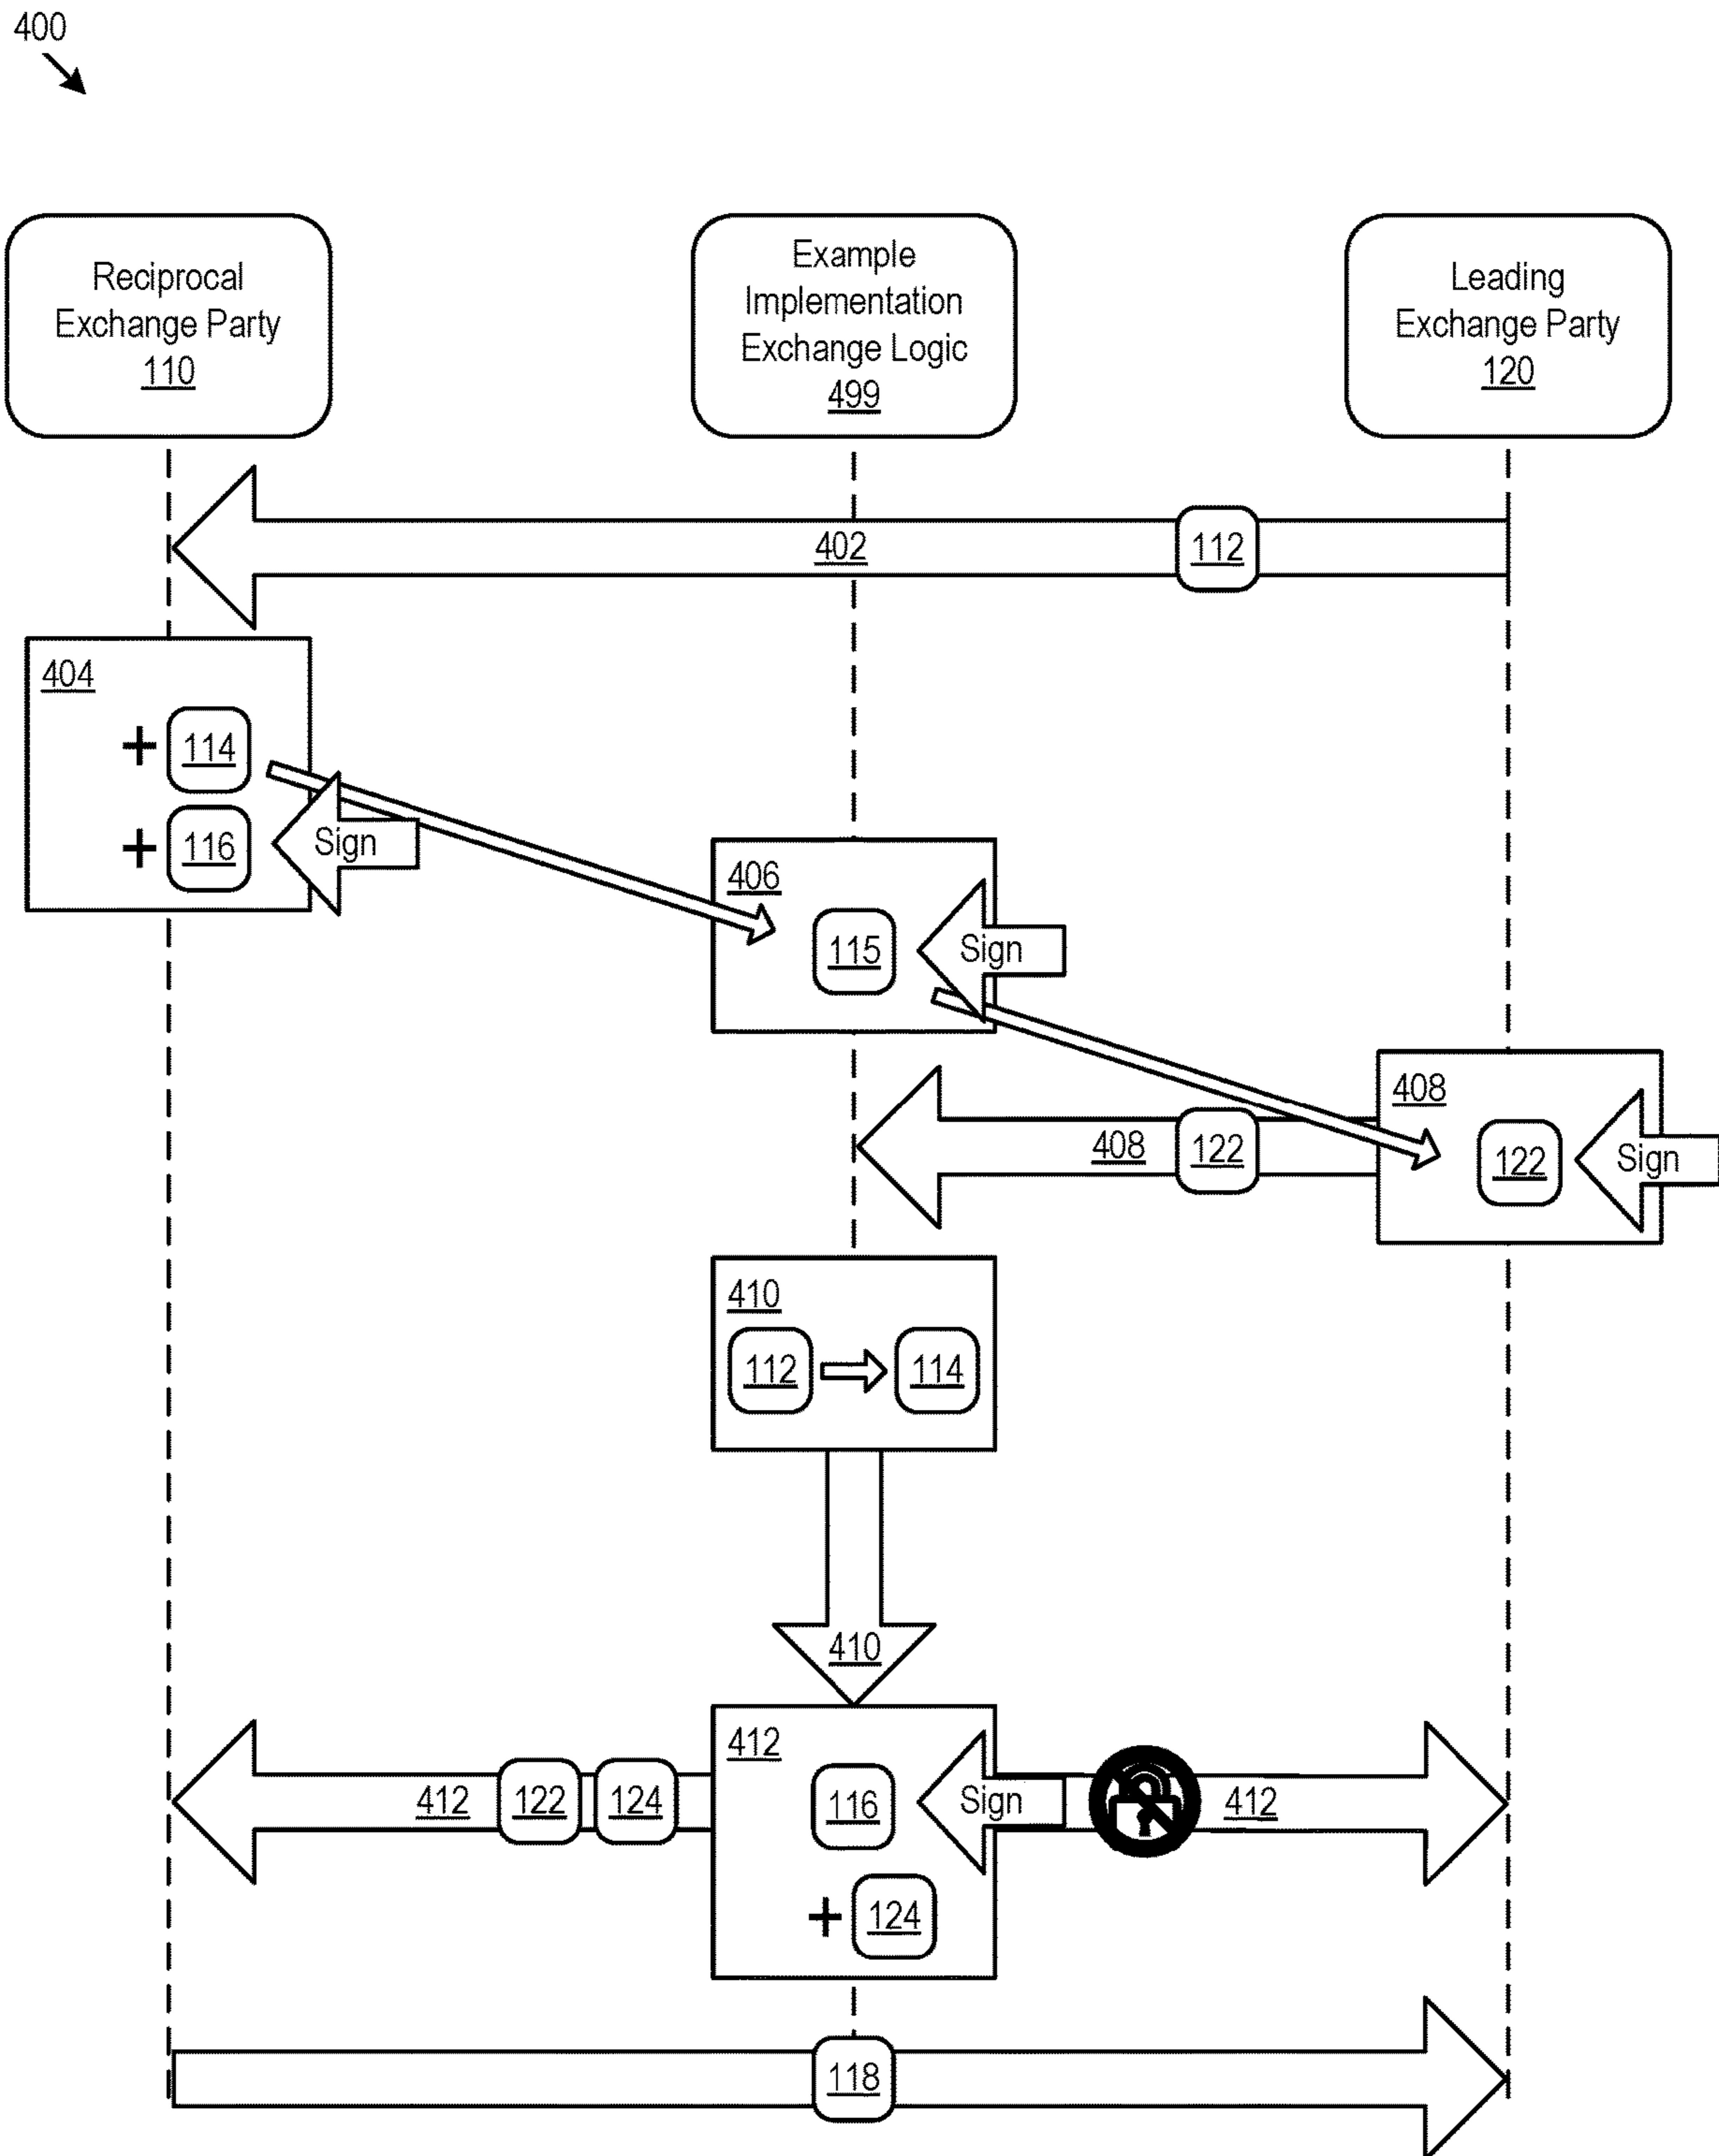 400
Reciprocal
Exchange Party
110
Example
Implementation
Exchange Logic
499
Leading
Exchange Party
120
402
112
404
+ 114
+ 116
Sign
406
115
Sign
408
122
408
122
Sign
410
112
114
410
412
122
124
412
116
Sign
412
+ 124
118